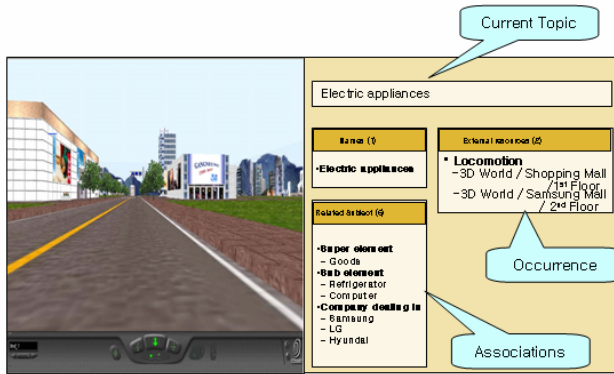 Current Topic
Electric appliances
Names (1)
•Electric appliances
External resources (2)
• Locomotion
–3D World / Shopping Mall
/ 1st Floor
–3D World / Samsung Mall
/ 2nd Floor
Related Subject (6)
•Super element
– Goods
•Sub element
– Refrigerator
– Computer
•Company dealing in
– Samsung
– LG
– Hyundai
Occurrence
Associations